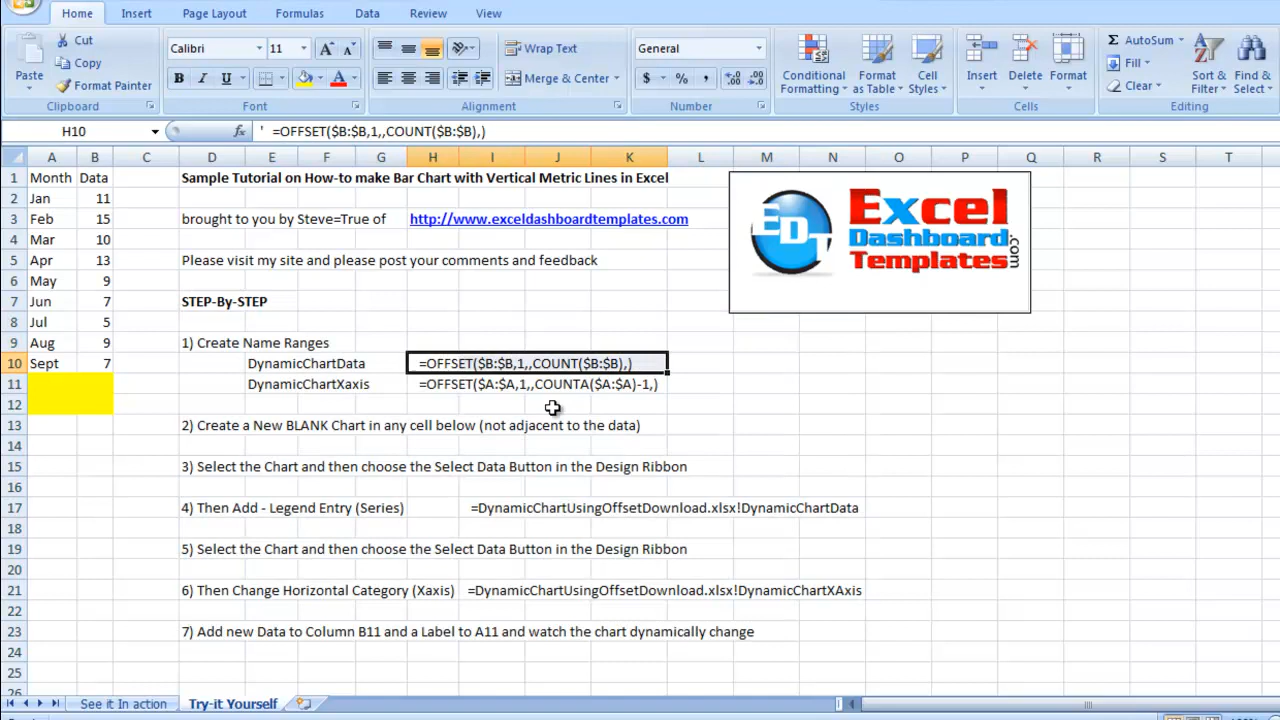 Home Insert Page Layout Formulas Data Review View
Paste Cut Copy Format Painter Clipboard
Calibri 11 B I U A Font
Wrap Text Merge & Center Alignment
General $ % , Number
Conditional Formatting Format as Table Cell Styles Styles
Insert Delete Format Cells
Σ AutoSum Fill Clear Sort & Filter Find & Select Editing
H10 fx ' =OFFSET($B:$B,1,,COUNT($B:$B),)
A B C D E F G H I J K L M N O P Q R S T
1 Month Data Sample Tutorial on How-to make Bar Chart with Vertical Metric Lines in Excel
2 Jan 11
3 Feb 15 brought to you by Steve=True of http://www.exceldashboardtemplates.com
4 Mar 10
5 Apr 13 Please visit my site and please post your comments and feedback
6 May 9
7 Jun 7 STEP-By-STEP
8 Jul 5
9 Aug 9 1) Create Name Ranges
10 Sept 7 DynamicChartData =OFFSET($B:$B,1,,COUNT($B:$B),)
11 DynamicChartXaxis =OFFSET($A:$A,1,,COUNTA($A:$A)-1,)
12
13 2) Create a New BLANK Chart in any cell below (not adjacent to the data)
14
15 3) Select the Chart and then choose the Select Data Button in the Design Ribbon
16
17 4) Then Add - Legend Entry (Series) =DynamicChartUsingOffsetDownload.xlsx!DynamicChartData
18
19 5) Select the Chart and then choose the Select Data Button in the Design Ribbon
20
21 6) Then Change Horizontal Category (Xaxis) =DynamicChartUsingOffsetDownload.xlsx!DynamicChartXAxis
22
23 7) Add new Data to Column B11 and a Label to A11 and watch the chart dynamically change
24
25
26
EDT
Excel
Dashboard
Templates
.com
See it In action Try-it Yourself